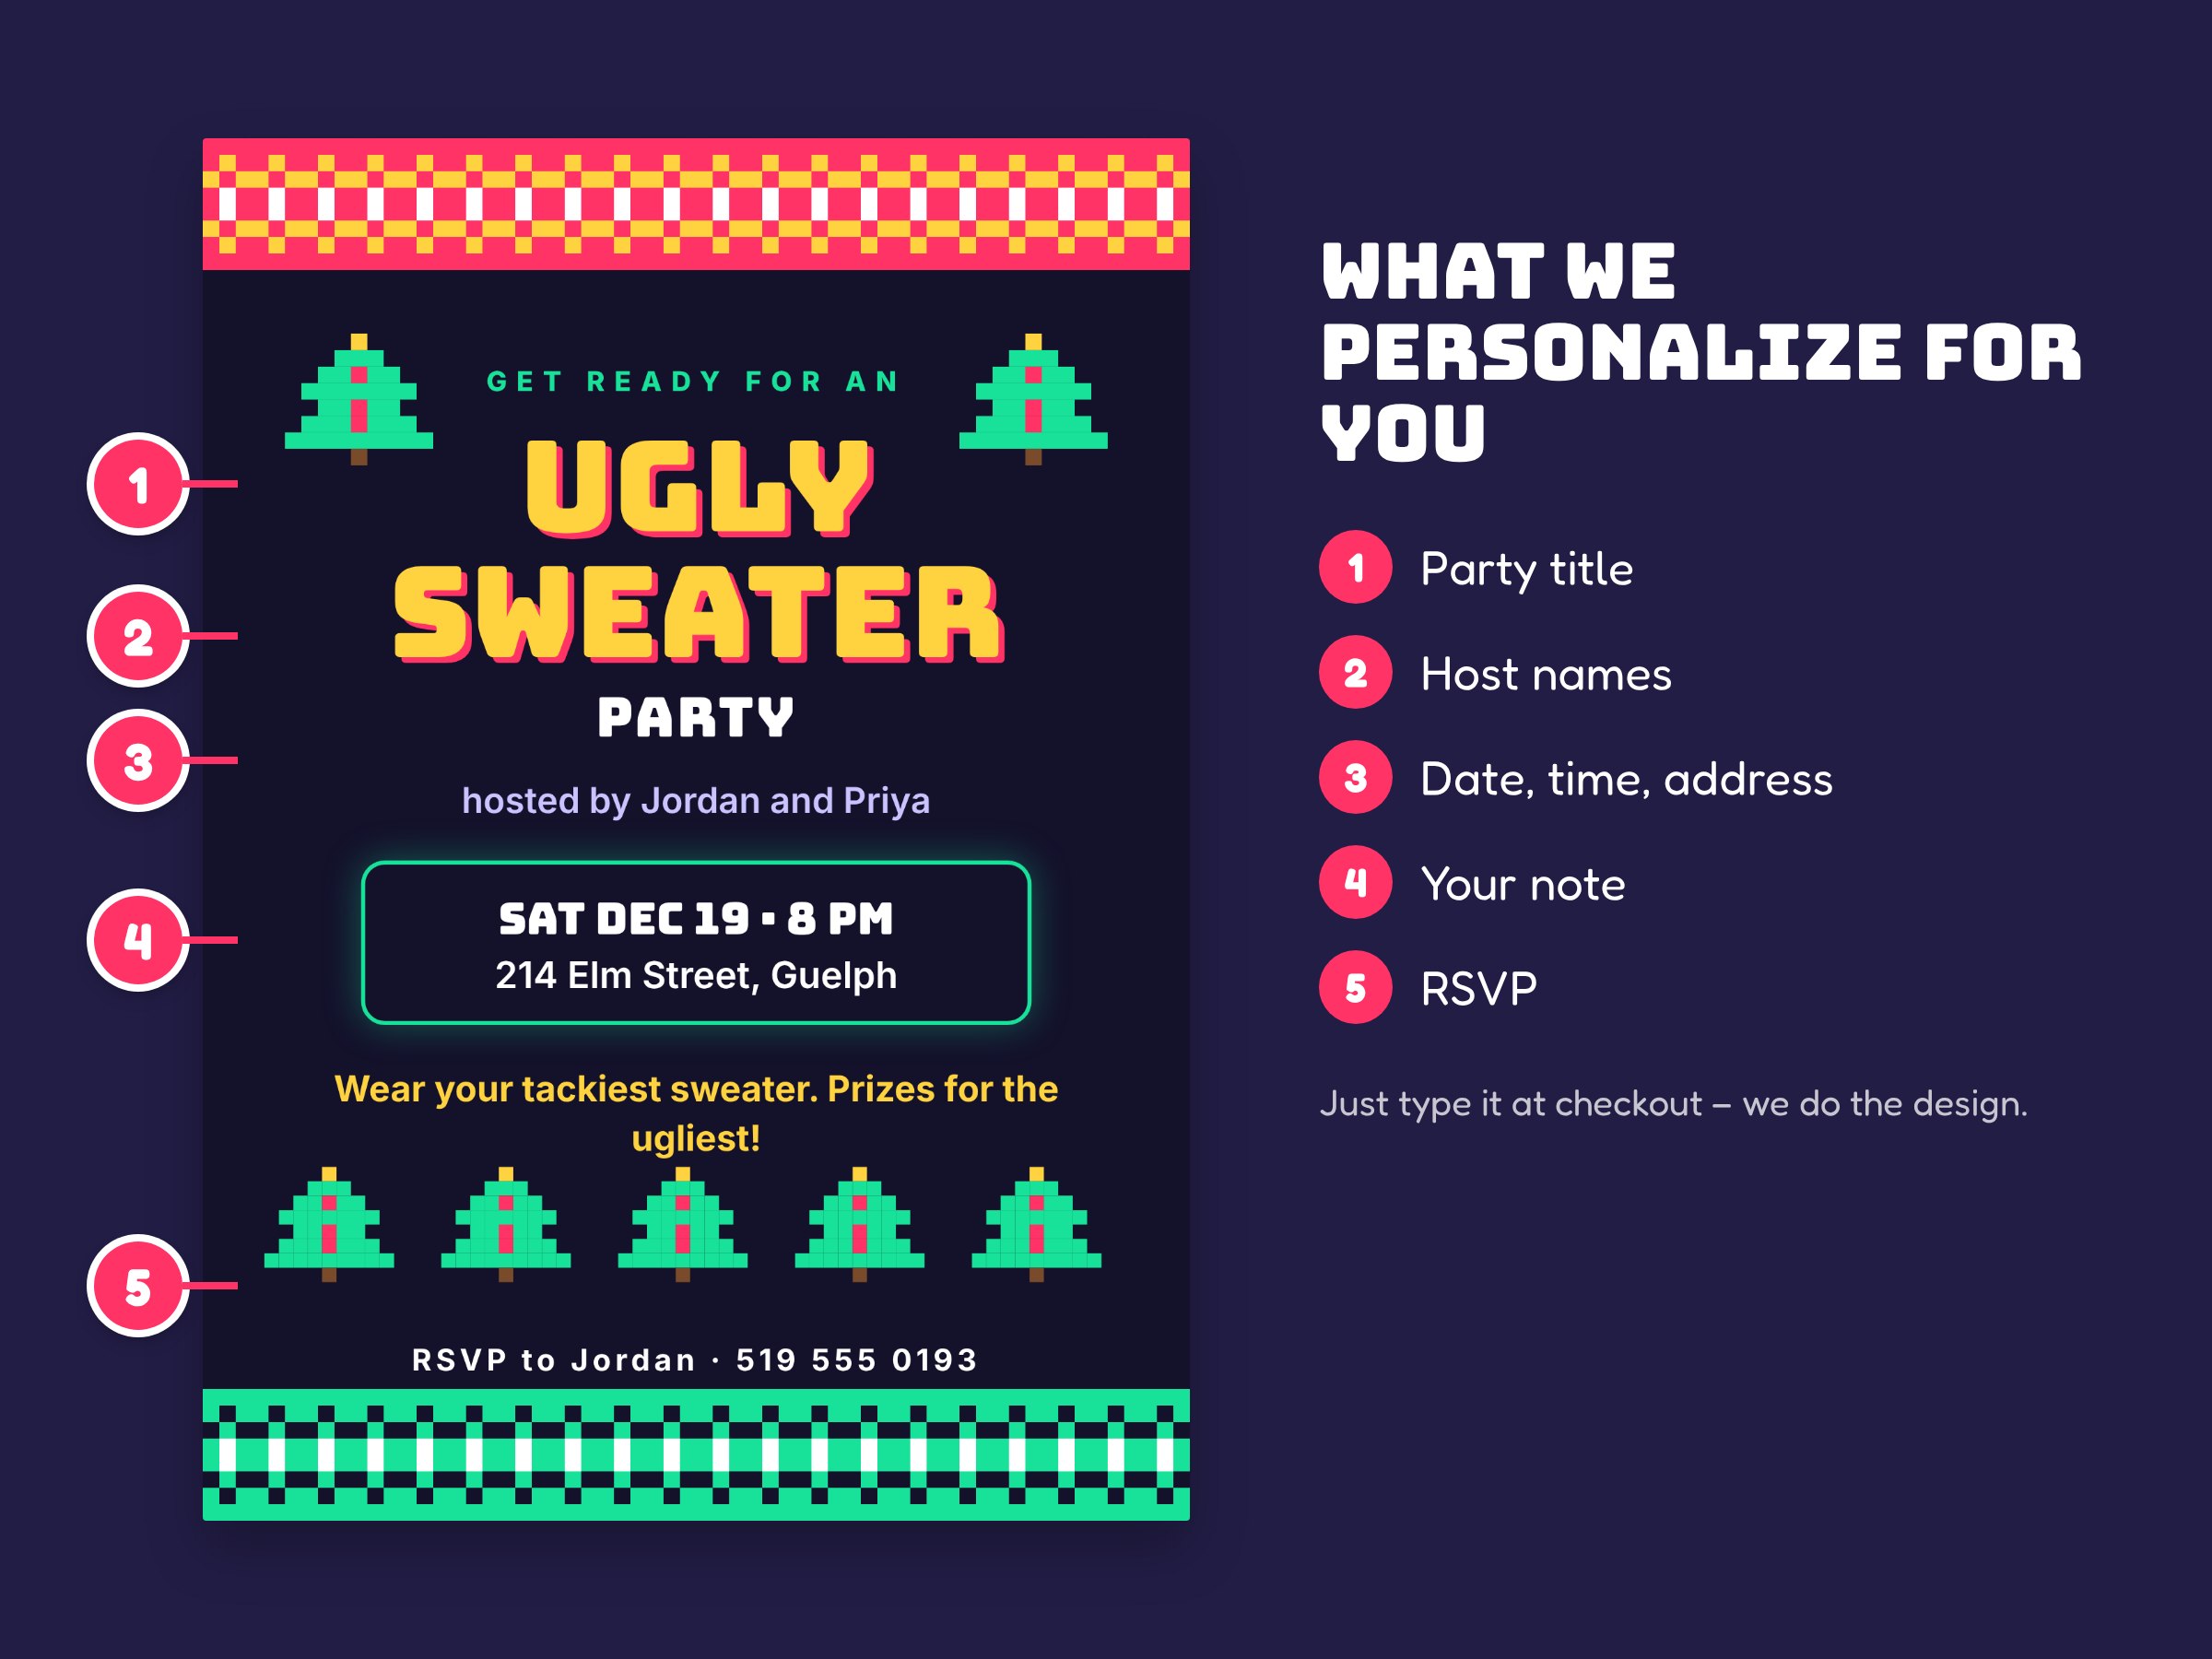 GET READY FOR AN
UGLY
SWEATER
PARTY
hosted by Jordan and Priya
SAT DEC 19 · 8 PM
214 Elm Street, Guelph
Wear your tackiest sweater. Prizes for the
ugliest!
RSVP to Jordan · 519 555 0193
1
2
3
4
5
WHAT WE
PERSONALIZE FOR
YOU
1 Party title
2 Host names
3 Date, time, address
4 Your note
5 RSVP
Just type it at checkout – we do the design.